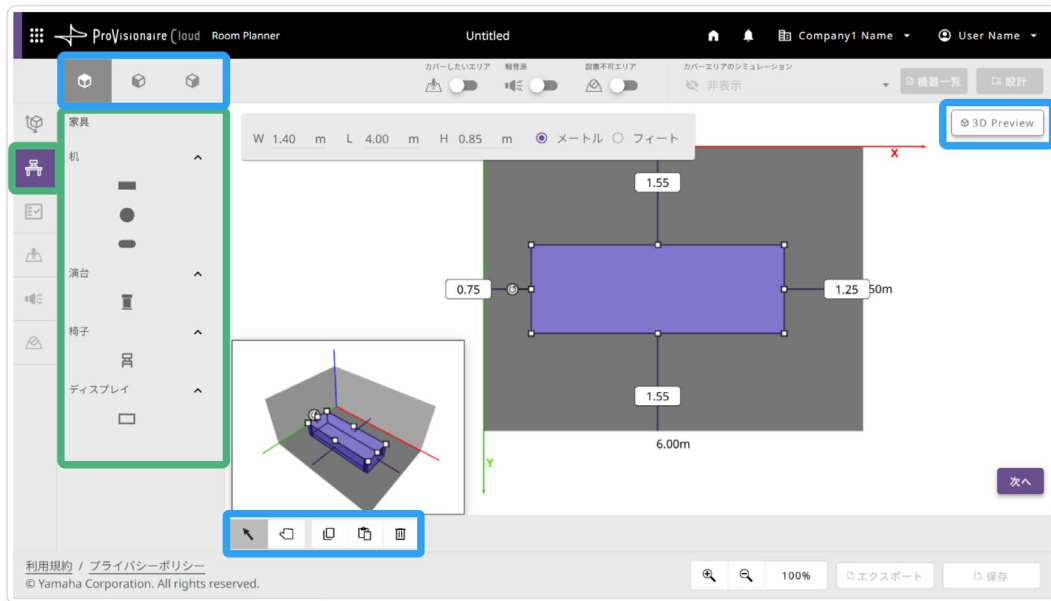 ProVisionaire Cloud Room Planner
Untitled
Company1 Name
User Name
カバーしたいエリア
騒音源
設置不可エリア
カバーエリアのシミュレーション
非表示
機器一覧
設計
家具
机
演台
椅子
ディスプレイ
W 1.40 m L 4.00 m H 0.85 m メートル フィート
3D Preview
X
1.55
0.75
1.25
50m
1.55
6.00m
Y
次へ
利用規約 / プライバシーポリシー
© Yamaha Corporation. All rights reserved.
100%
エクスポート
保存